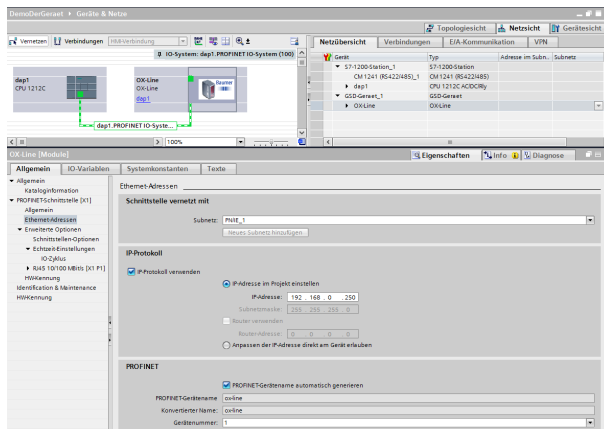 DemoDerGeraet ▸ Geräte & Netze
Topologiesicht Netzsicht Gerätesicht
Vernetzen Verbindungen HMI-Verbindung
Netzübersicht Verbindungen E/A-Kommunikation VPN
IO-System: dap1.PROFINET IO-System (100)
Gerät Typ Adresse im Subn.. Subnetz
S7-1200-Station_1 S7-1200-Station
CM 1241 (RS422/485)_1 CM 1241 (RS422/485)
dap1 CPU 1212C AC/DC/Rly
GSD-Geraet_1 GSD-Geraet
OX-Line OX-Line
dap1
CPU 1212C
OX-Line
OX-Line
dap1
Baumer
dap1.PROFINET IO-Syste...
100%
OX-Line [Module]
Eigenschaften Info Diagnose
Allgemein IO-Variablen Systemkonstanten Texte
Allgemein
Kataloginformation
PROFINET-Schnittstelle [X1]
Allgemein
Ethernet-Adressen
Erweiterte Optionen
Schnittstellen-Optionen
Echtzeit-Einstellungen
IO-Zyklus
RJ45 10/100 MBit/s [X1 P1]
HW-Kennung
Identification & Maintenance
HW-Kennung
Ethernet-Adressen
Schnittstelle vernetzt mit
Subnetz: PN/IE_1
Neues Subnetz hinzufügen
IP-Protokoll
IP-Protokoll verwenden
IP-Adresse im Projekt einstellen
IP-Adresse: 192 . 168 . 0 . 250
Subnetzmaske: 255 . 255 . 255 . 0
Router verwenden
Router-Adresse: 0 . 0 . 0 . 0
Anpassen der IP-Adresse direkt am Gerät erlauben
PROFINET
PROFINET-Gerätename automatisch generieren
PROFINET-Gerätename ox-line
Konvertierter Name: ox-line
Gerätenummer: 1